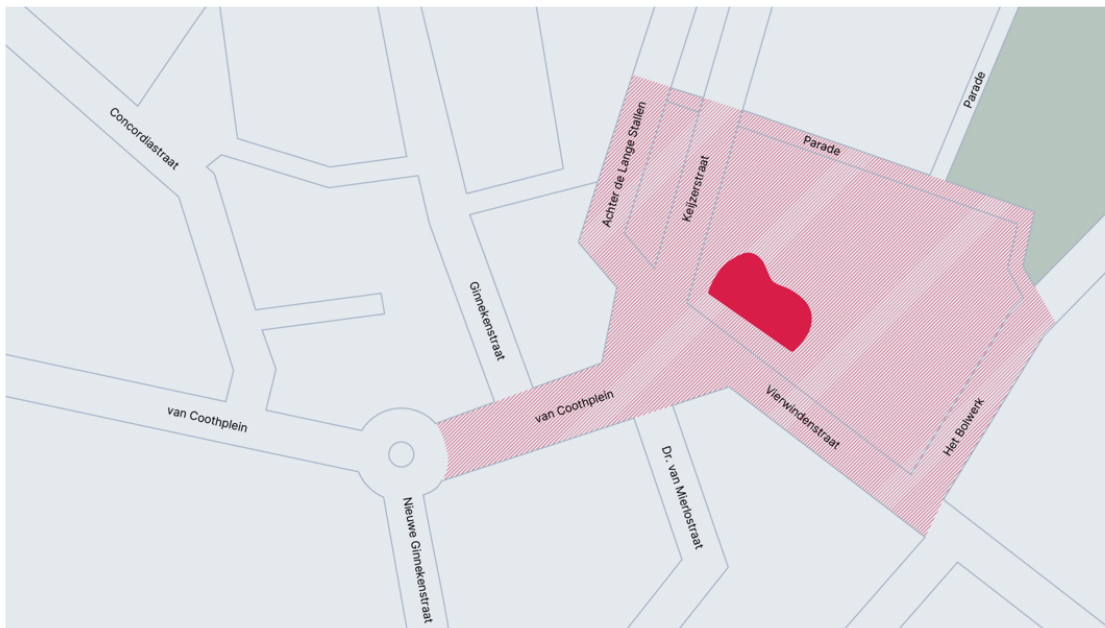 Concordiastraat
Achter de Lange Stallen
Keijzerstraat
Parade
Parade
Ginnekenstraat
van Coothplein
van Coothplein
Vierwindenstraat
Het Bolwerk
Dr. van Mierlostraat
Nieuwe Ginnekenstraat